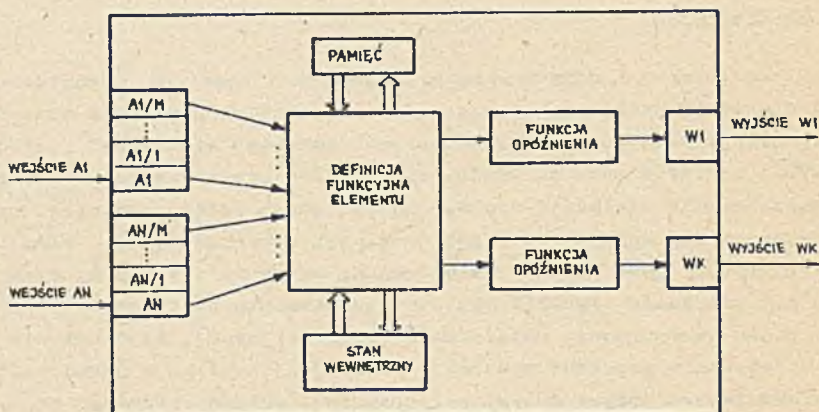 PAMIĘĆ
A1/M
A1/1
WEJŚCIE A1
A1
AN/M
AN/1
WEJŚCIE AN
AN
DEFINICJA
FUNKCYJNA
ELEMENTU
FUNKCJA
OPÓŹNIENIA
W1
WYJŚCIE W1
FUNKCJA
OPÓŹNIENIA
WK
WYJŚCIE WK
STAN
WEWNĘTRZNY